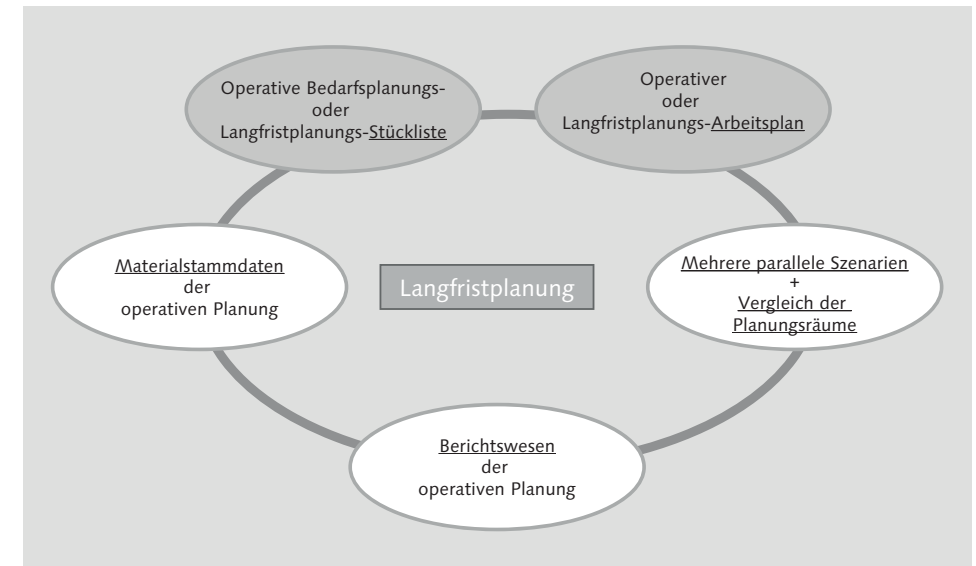 Operative Bedarfsplanungs-
oder
Langfristplanungs-Stückliste
Operativer
oder
Langfristplanungs-Arbeitsplan
Materialstammdaten
der
operativen Planung
Langfristplanung
Mehrere parallele Szenarien
+
Vergleich der
Planungsräume
Berichtswesen
der
operativen Planung